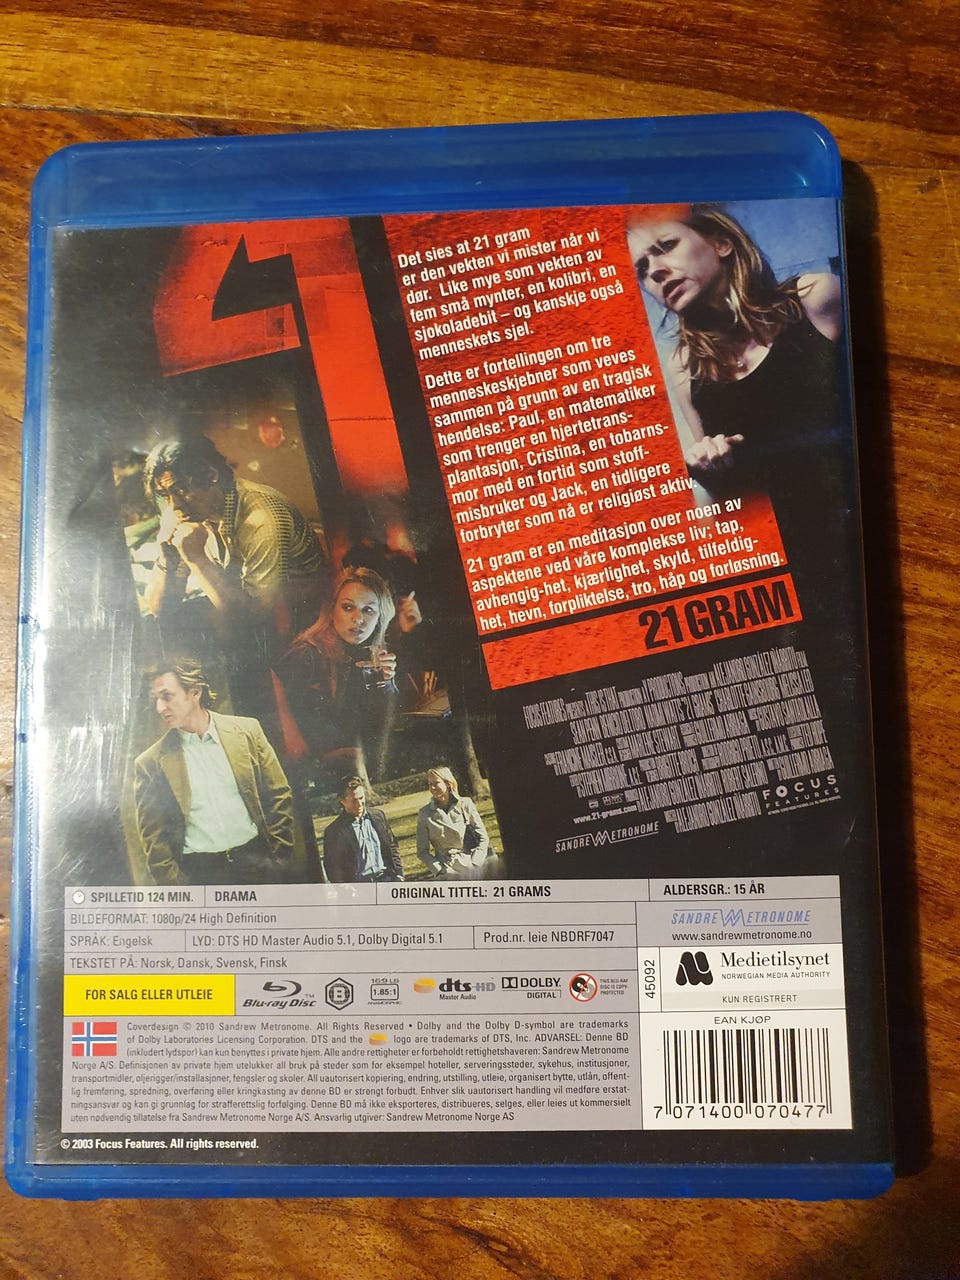 Det sies at 21 gram
er den vekten vi mister når vi
dør. Like mye som vekten av
fem små mynter, en kolibri, en
sjokoladebit – og kanskje også
menneskets sjel.
Dette er fortellingen om tre
menneskeskjebner som veves
sammen på grunn av en tragisk
hendelse: Paul, en matematiker
som trenger en hjertetrans-
plantasjon, Cristina, en tobarns-
mor med en fortid som stoff-
misbruker og Jack, en tidligere
forbryter som nå er religiøst aktiv.
21 gram er en meditasjon over noen av
aspektene ved våre komplekse liv; tap,
avhengig-het, kjærlighet, skyld, tilfeldig-
het, hevn, forpliktelse, tro, håp og forløsning.
21 GRAM
www.21-grams.com
FOCUS
FEATURES
SANDREW METRONOME
SPILLETID 124 MIN.
DRAMA
ORIGINAL TITTEL: 21 GRAMS
ALDERSGR.: 15 ÅR
BILDEFORMAT: 1080p/24 High Definition
SPRÅK: Engelsk
LYD: DTS HD Master Audio 5.1, Dolby Digital 5.1
Prod.nr. leie NBDRF7047
SANDREW METRONOME
www.sandrewmetronome.no
TEKSTET PÅ: Norsk, Dansk, Svensk, Finsk
FOR SALG ELLER UTLEIE
Blu-ray Disc™
B
16:9 LB
1.85:1
ANAMORPHIC
dts-HD
Master Audio
DOLBY
DIGITAL
THIS BLU-RAY
DISC IS COPY
PROTECTED
45092
Medietilsynet
NORWEGIAN MEDIA AUTHORITY
KUN REGISTRERT
EAN KJØP
7 071400 070477
Coverdesign © 2010 Sandrew Metronome. All Rights Reserved • Dolby and the Dolby D-symbol are trademarks
of Dolby Laboratories Licensing Corporation. DTS and the logo are trademarks of DTS, Inc. ADVARSEL: Denne BD
(inkludert lydspor) kan kun benyttes i private hjem. Alle andre rettigheter er forbeholdt rettighetshaveren: Sandrew Metronome
Norge A/S. Definisjonen av private hjem utelukker all bruk på steder som for eksempel hoteller, serveringssteder, sykehus, institusjoner,
transportmidler, oljerigger/installasjoner, fengsler og skoler. All uautorisert kopiering, endring, utstilling, utleie, organisert bytte, utlån, offent-
lig fremføring, spredning, overføring eller kringkasting av denne BD er strengt forbudt. Enhver slik uautorisert handling vil medføre erstat-
ningsansvar og kan gi grunnlag for strafferettslig forfølging. Denne BD må ikke eksporteres, distribueres, selges, eller leies ut kommersielt
uten nødvendig tillatelse fra Sandrew Metronome Norge A/S. Ansvarlig utgiver: Sandrew Metronome Norge AS
© 2003 Focus Features. All rights reserved.